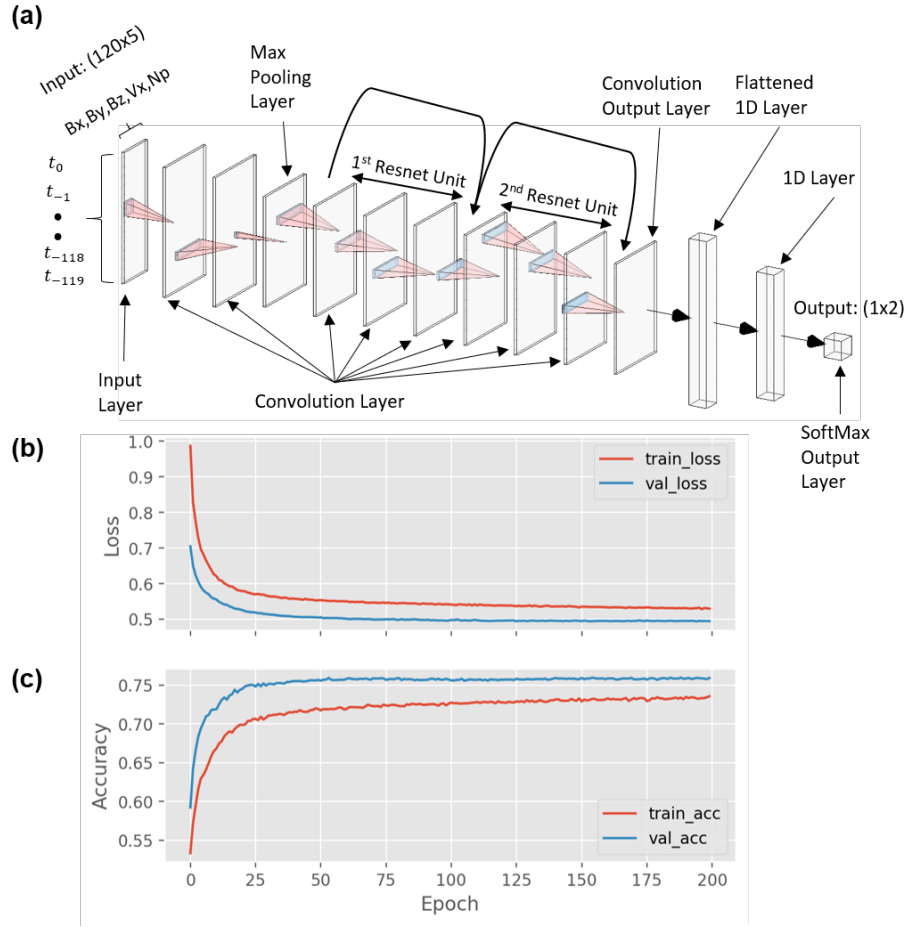 (a)
Input: (120x5)
Bx,By,Bz,Vx,Np
t₀
t₋₁
t₋₁₁₈
t₋₁₁₉
Input
Layer
Max
Pooling
Layer
1st Resnet Unit
2nd Resnet Unit
Convolution Layer
Convolution
Output Layer
Flattened
1D Layer
1D Layer
Output: (1x2)
SoftMax
Output
Layer
(b)
1.0
0.9
0.8
0.7
0.6
0.5
Loss
train_loss
val_loss
(c)
0.75
0.70
0.65
0.60
0.55
Accuracy
train_acc
val_acc
0 25 50 75 100 125 150 175 200
Epoch